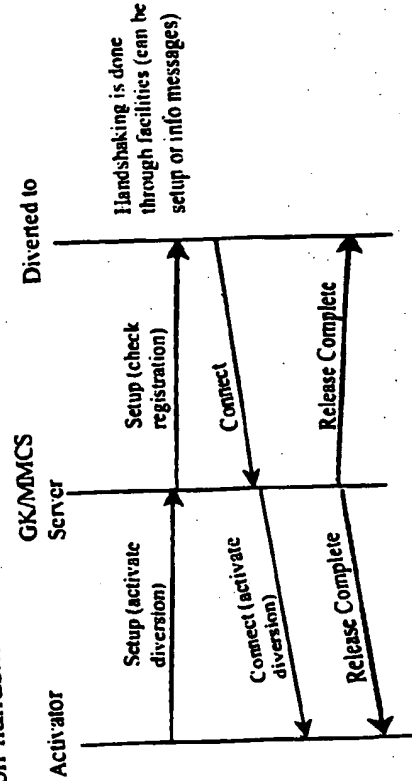 Activator
GK/MMCS
Server
Diverted to
Setup (activate
diversion)
Setup (check
registration)
Handshaking is done
through facilities (can be
setup or info messages)
Connect
Connect (activate
diversion)
Release Complete
Release Complete